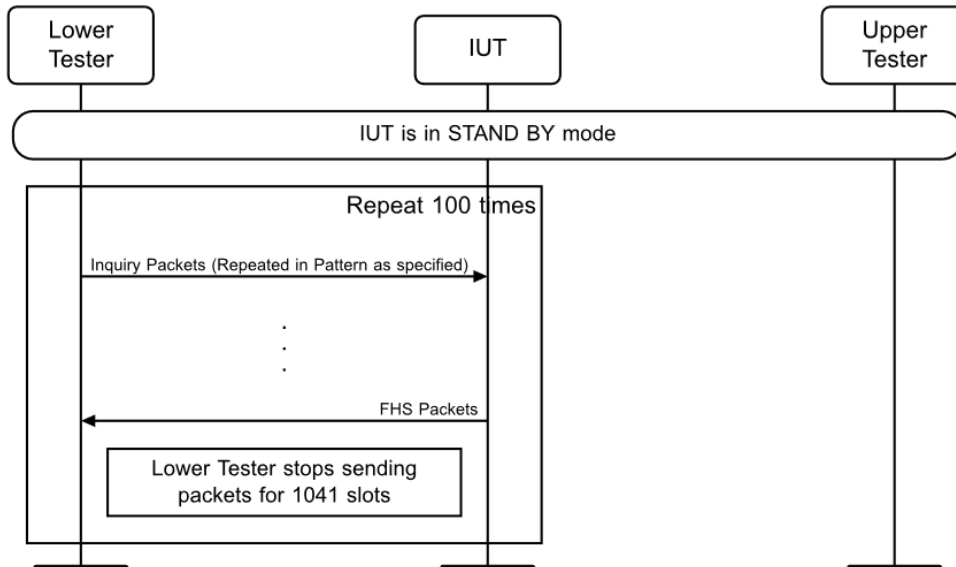 Lower
Tester
IUT
Upper
Tester
IUT is in STAND BY mode
Repeat 100 times
Inquiry Packets (Repeated in Pattern as specified)
.
.
.
FHS Packets
Lower Tester stops sending
packets for 1041 slots